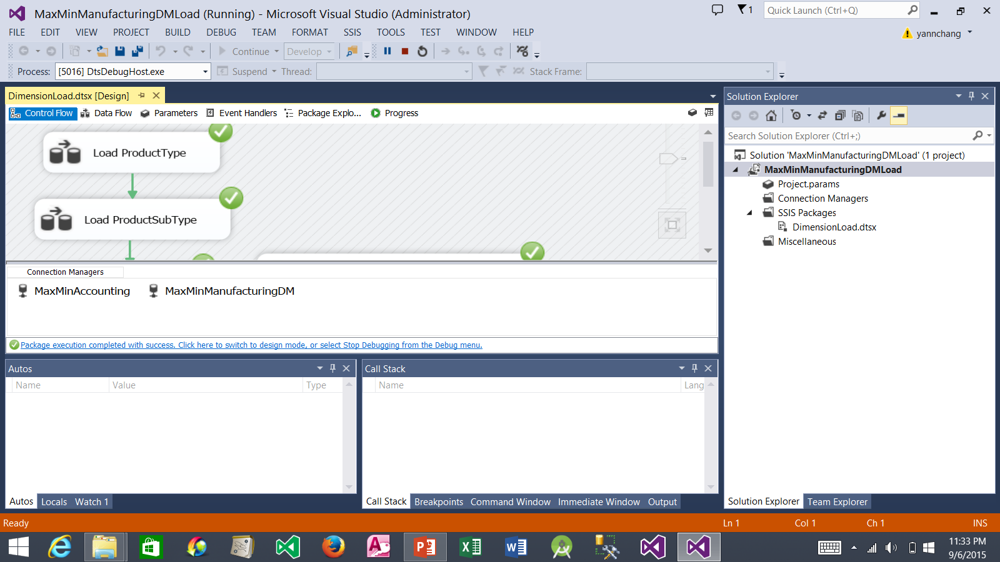 MaxMinManufacturingDMLoad (Running) - Microsoft Visual Studio (Administrator)
1
Quick Launch (Ctrl+Q)
FILE EDIT VIEW PROJECT BUILD DEBUG TEAM FORMAT SSIS TOOLS TEST WINDOW HELP
yannchang
Continue
Develop
Process: [5016] DtsDebugHost.exe
Suspend
Thread:
Stack Frame:
DimensionLoad.dtsx [Design]
Control Flow
Data Flow
Parameters
Event Handlers
Package Explo...
Progress
Load ProductType
Load ProductSubType
Connection Managers
MaxMinAccounting
MaxMinManufacturingDM
Package execution completed with success. Click here to switch to design mode, or select Stop Debugging from the Debug menu.
Autos
Name Value Type
Autos Locals Watch 1
Call Stack
Name Lang
Call Stack Breakpoints Command Window Immediate Window Output
Solution Explorer
Search Solution Explorer (Ctrl+;)
Solution 'MaxMinManufacturingDMLoad' (1 project)
MaxMinManufacturingDMLoad
Project.params
Connection Managers
SSIS Packages
DimensionLoad.dtsx
Miscellaneous
Solution Explorer Team Explorer
Ready
Ln 1
Col 1
Ch 1
INS
11:33 PM
9/6/2015